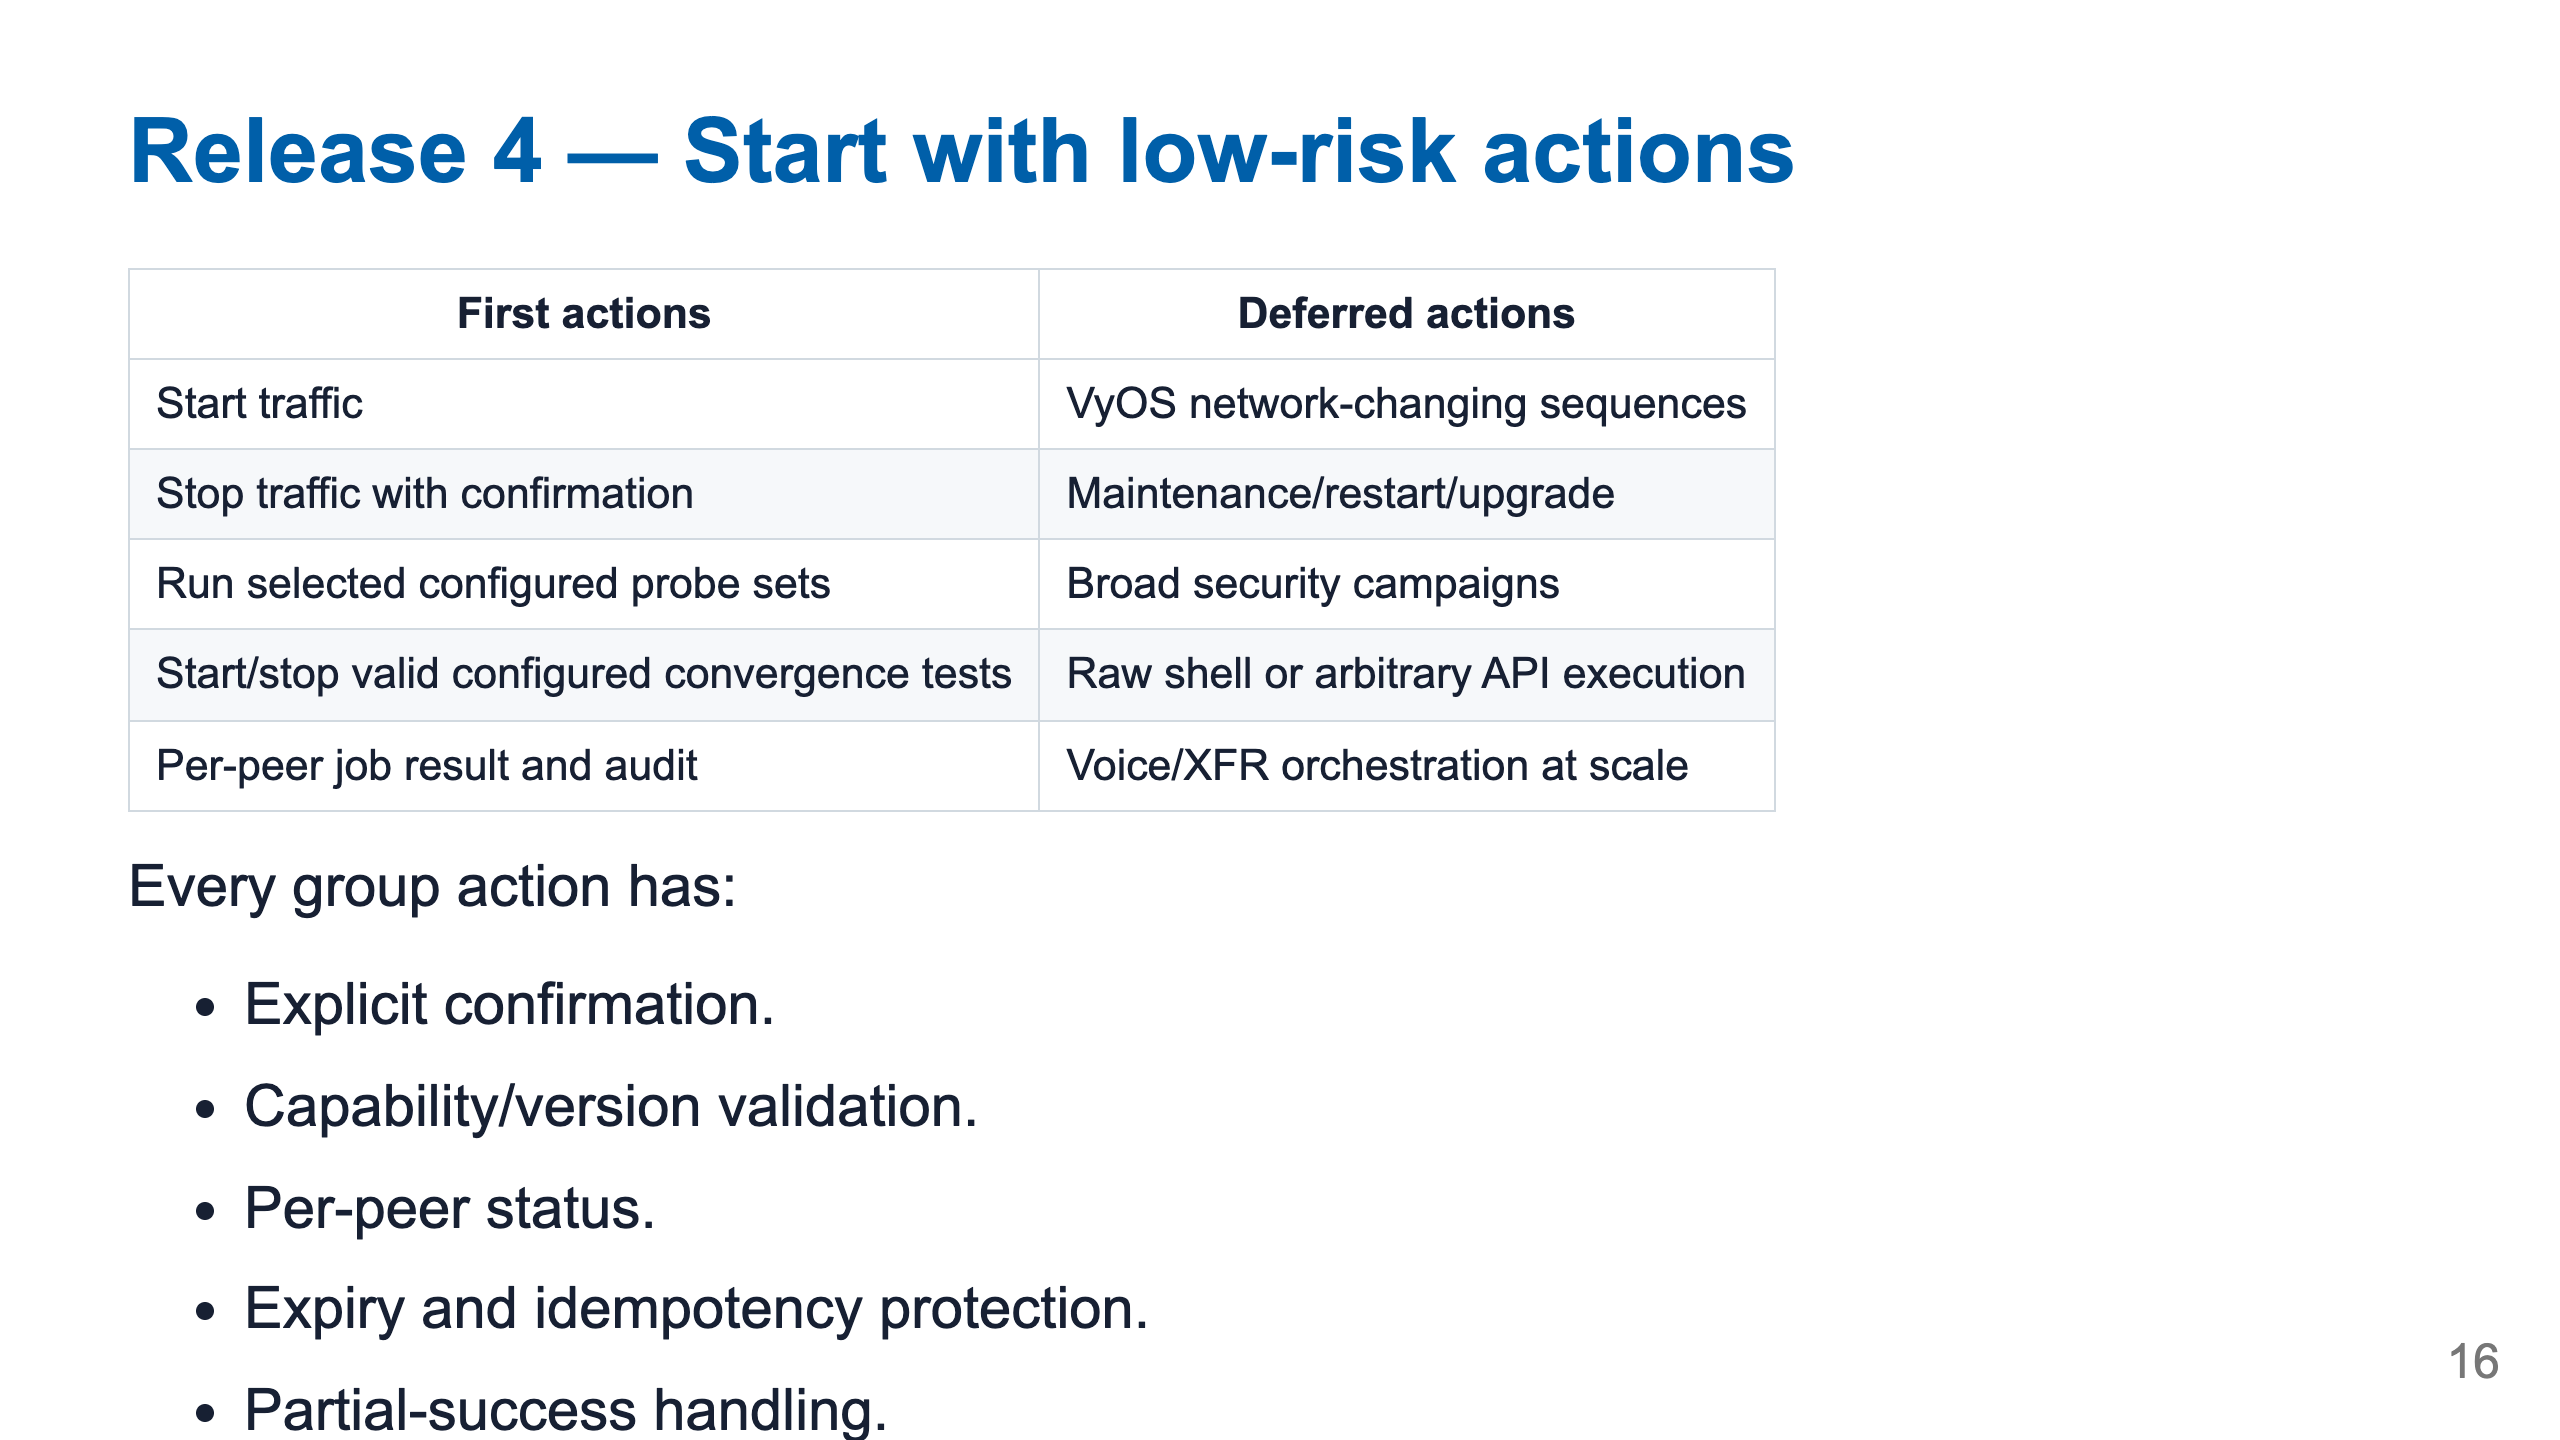 Release 4 — Start with low-risk actions
First actions
Deferred actions
Start traffic
VyOS network-changing sequences
Stop traffic with confirmation
Maintenance/restart/upgrade
Run selected configured probe sets
Broad security campaigns
Start/stop valid configured convergence tests
Raw shell or arbitrary API execution
Per-peer job result and audit
Voice/XFR orchestration at scale
Every group action has:
• Explicit confirmation.
• Capability/version validation.
• Per-peer status.
• Expiry and idempotency protection.
• Partial-success handling.
16